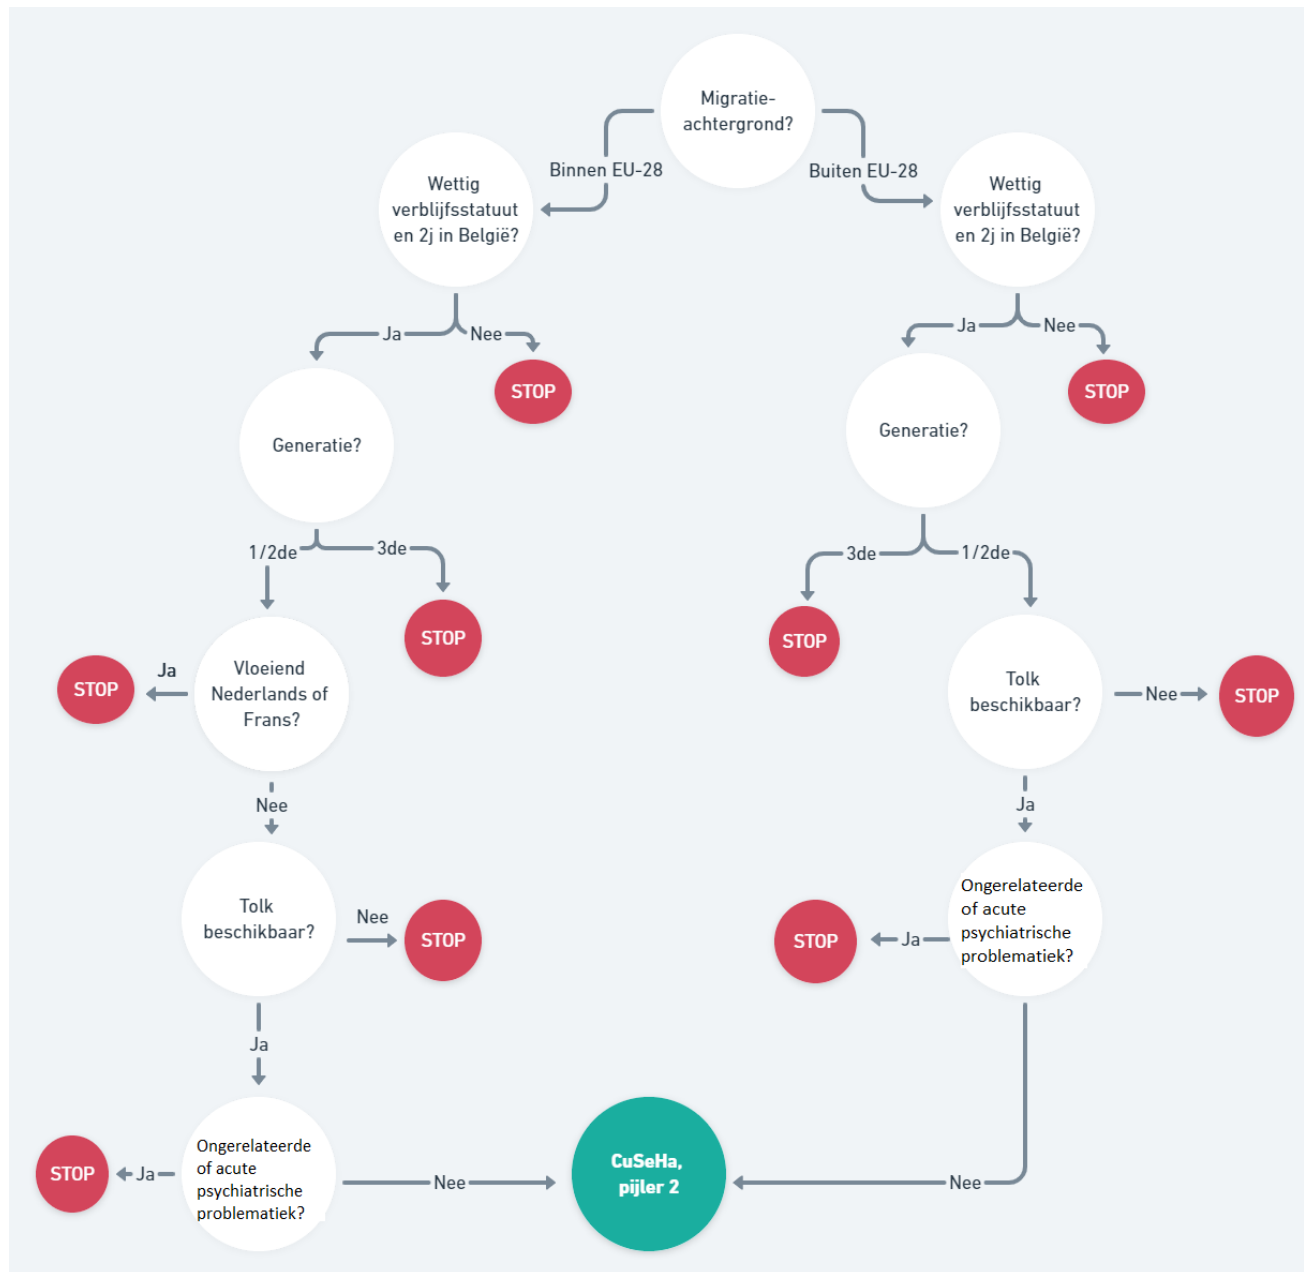 Migratie-
achtergrond?
Binnen EU-28
Buiten EU-28
Wettig
verblijfsstatuut
en 2j in België?
Wettig
verblijfsstatuut
en 2j in België?
Ja
Nee
Ja
Nee
STOP
STOP
Generatie?
Generatie?
1/2de
3de
3de
1/2de
STOP
STOP
Ja
STOP
Vloeiend
Nederlands of
Frans?
Tolk
beschikbaar?
Nee
STOP
Nee
Ja
Tolk
beschikbaar?
Nee
STOP
Ongerelateerde
of acute
psychiatrische
problematiek?
Ja
STOP
Ja
Ongerelateerde
of acute
psychiatrische
problematiek?
Ja
STOP
Nee
CuSeHa,
pijler 2
Nee